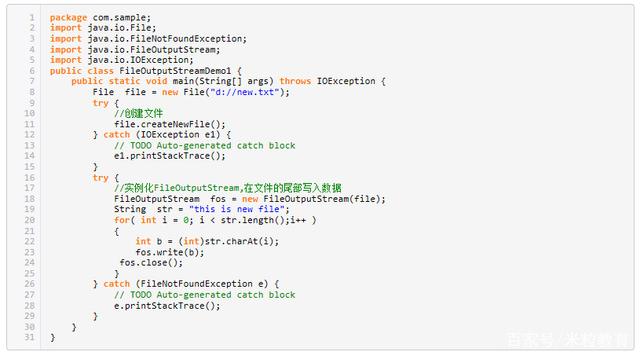 1 package com.sample;
2 import java.io.File;
3 import java.io.FileNotFoundException;
4 import java.io.FileOutputStream;
5 import java.io.IOException;
6 public class FileOutputStreamDemo1 {
7 public static void main(String[] args) throws IOException {
8 File  file = new File("d://new.txt");
9 try {
10 //创建文件
11 file.createNewFile();
12 } catch (IOException e1) {
13 // TODO Auto-generated catch block
14 e1.printStackTrace();
15 }
16 try {
17 //实例化FileOutputStream,在文件的尾部写入数据
18 FileOutputStream  fos = new FileOutputStream(file);
19 String  str = "this is new file";
20 for( int i = 0; i < str.length();i++ )
21 {
22 int b = (int)str.charAt(i);
23 fos.write(b);
24 fos.close();
25 }
26 } catch (FileNotFoundException e) {
27 // TODO Auto-generated catch block
28 e.printStackTrace();
29 }
30 }
31 }
百家号/米粒教育